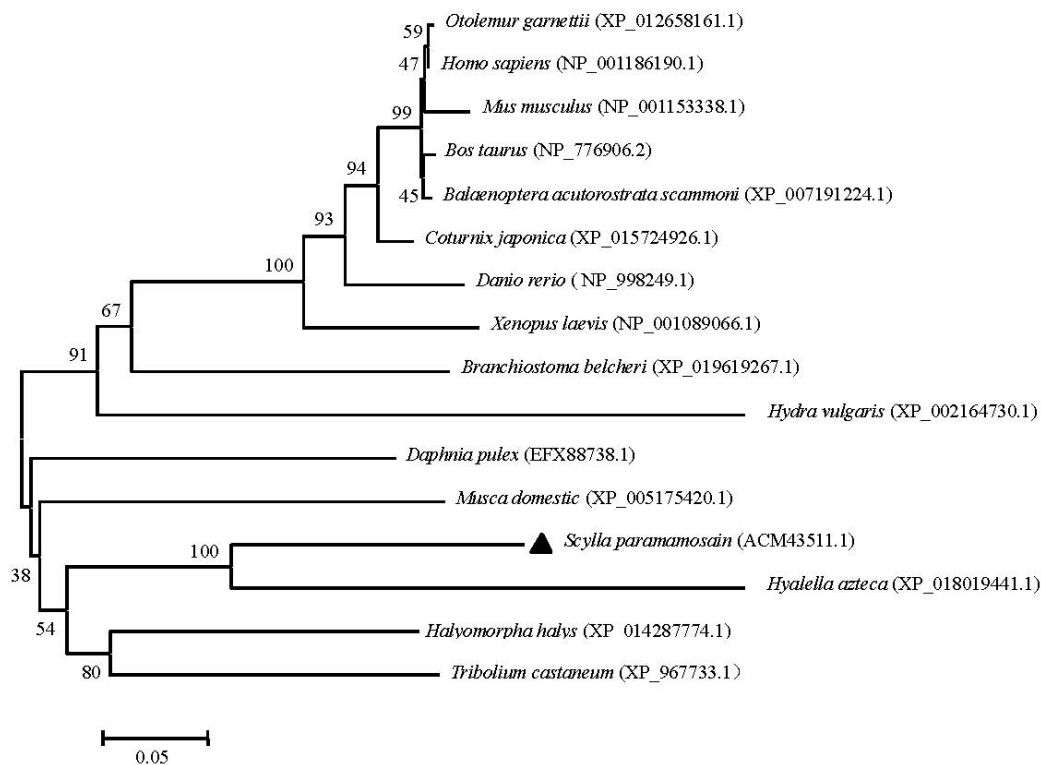 Otolemur garnettii (XP_012658161.1)
59
Homo sapiens (NP_001186190.1)
47
Mus musculus (NP_001153338.1)
99
Bos taurus (NP_776906.2)
94
Balaenoptera acutorostrata scammoni (XP_007191224.1)
45
93
Coturnix japonica (XP_015724926.1)
100
Danio rerio ( NP_998249.1)
67
Xenopus laevis (NP_001089066.1)
91
Branchiostoma belcheri (XP_019619267.1)
Hydra vulgaris (XP_002164730.1)
Daphnia pulex (EFX88738.1)
Musca domestic (XP_005175420.1)
Scylla paramamosain (ACM43511.1)
100
38
Hyalella azteca (XP_018019441.1)
54
Halyomorpha halys (XP 014287774.1)
80
Tribolium castaneum (XP_967733.1）
0.05